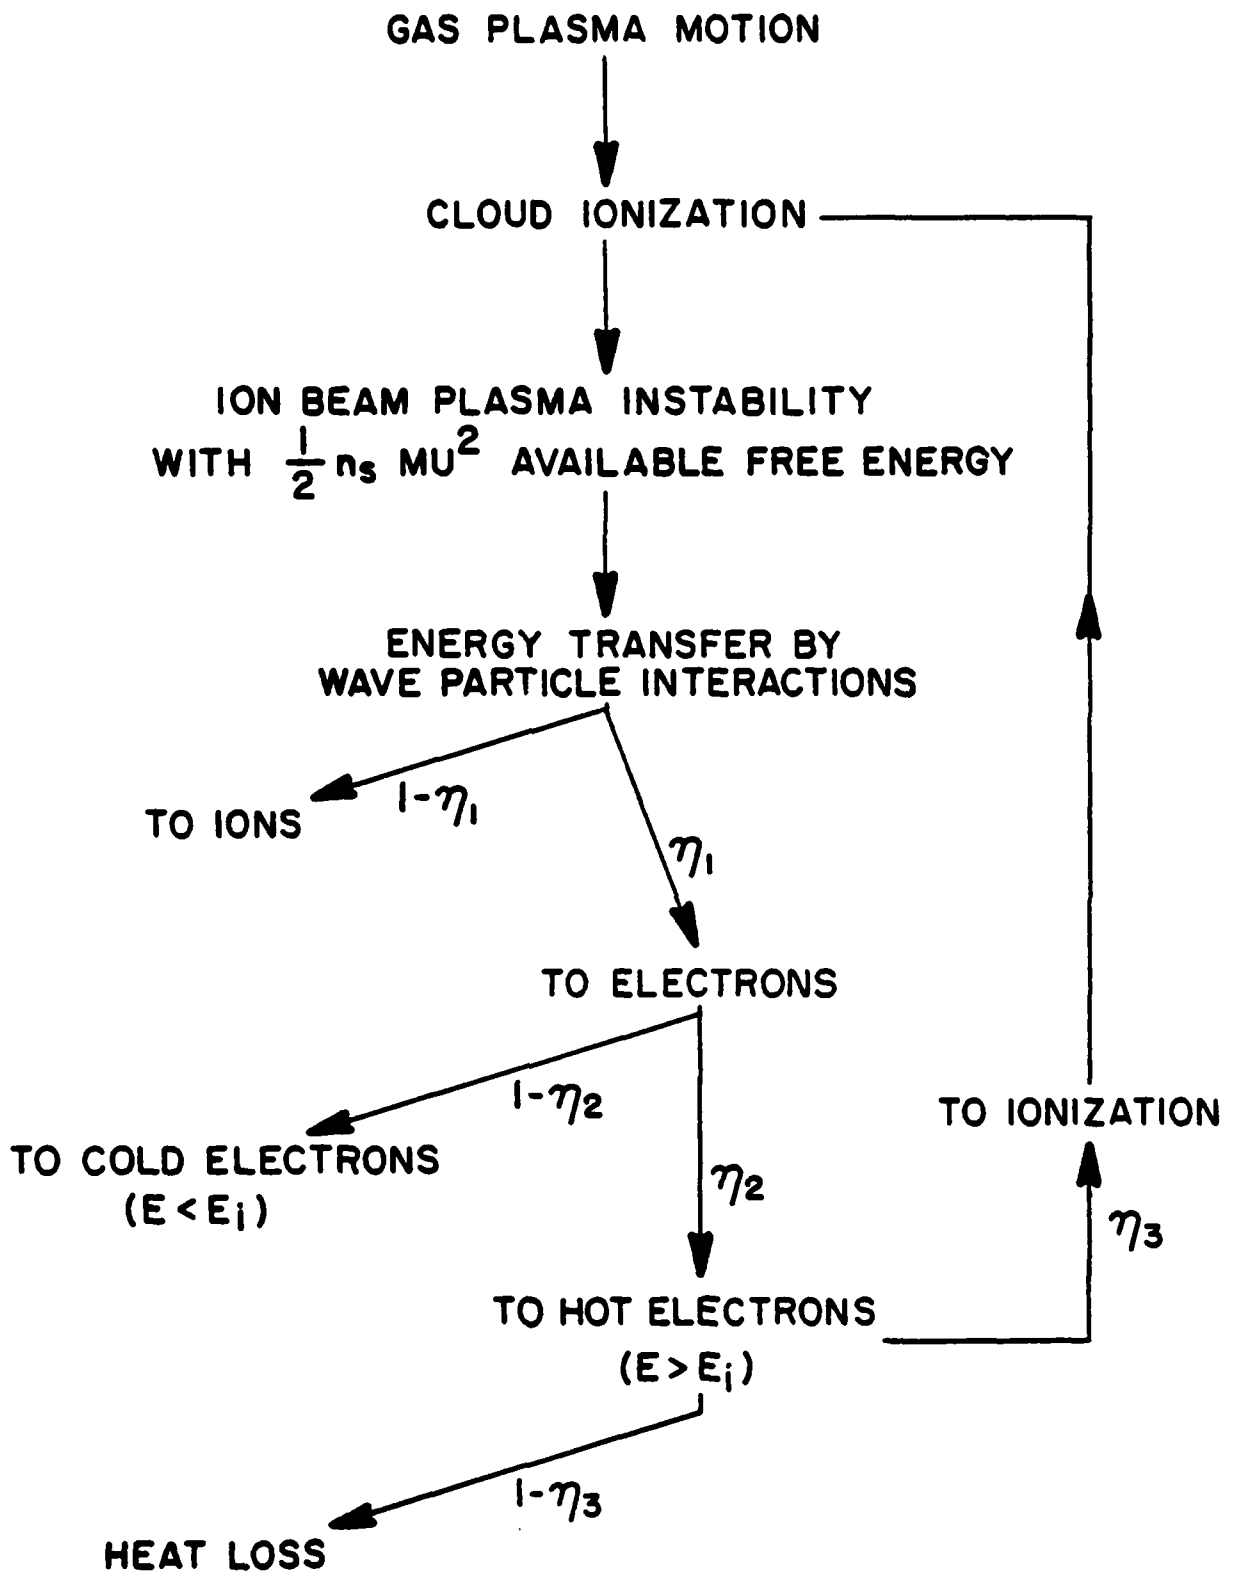 GAS PLASMA MOTION
CLOUD IONIZATION
ION BEAM PLASMA INSTABILITY
WITH 1/2 nₛ MU² AVAILABLE FREE ENERGY
ENERGY TRANSFER BY
WAVE PARTICLE INTERACTIONS
1-η₁
TO IONS
η₁
TO ELECTRONS
1-η₂
TO IONIZATION
TO COLD ELECTRONS
(E < Eᵢ)
η₂
η₃
TO HOT ELECTRONS
(E > Eᵢ)
1-η₃
HEAT LOSS